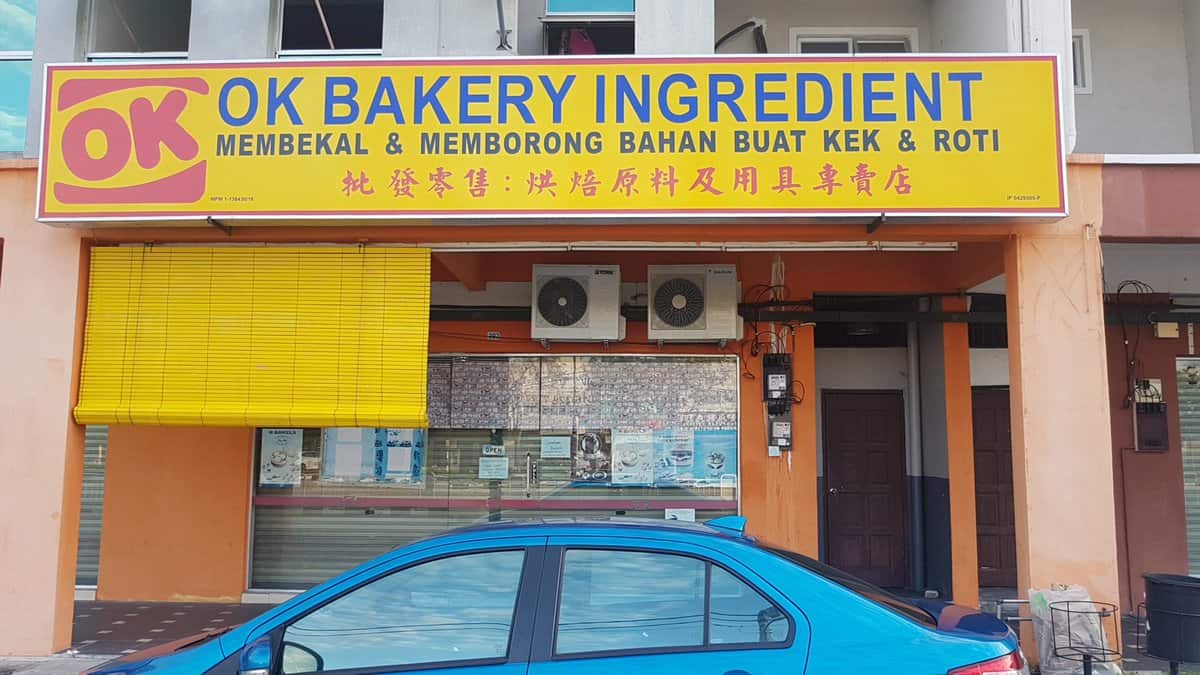 OK
OK BAKERY INGREDIENT
MEMBEKAL & MEMBORONG BAHAN BUAT KEK & ROTI
批發零售:烘焙原料及用具專賣店
YORK
OPEN